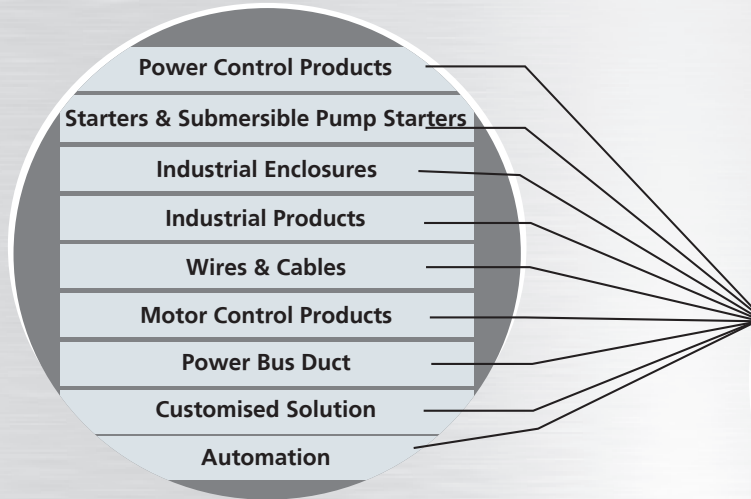 Power Control Products
Starters & Submersible Pump Starters
Industrial Enclosures
Industrial Products
Wires & Cables
Motor Control Products
Power Bus Duct
Customised Solution
Automation